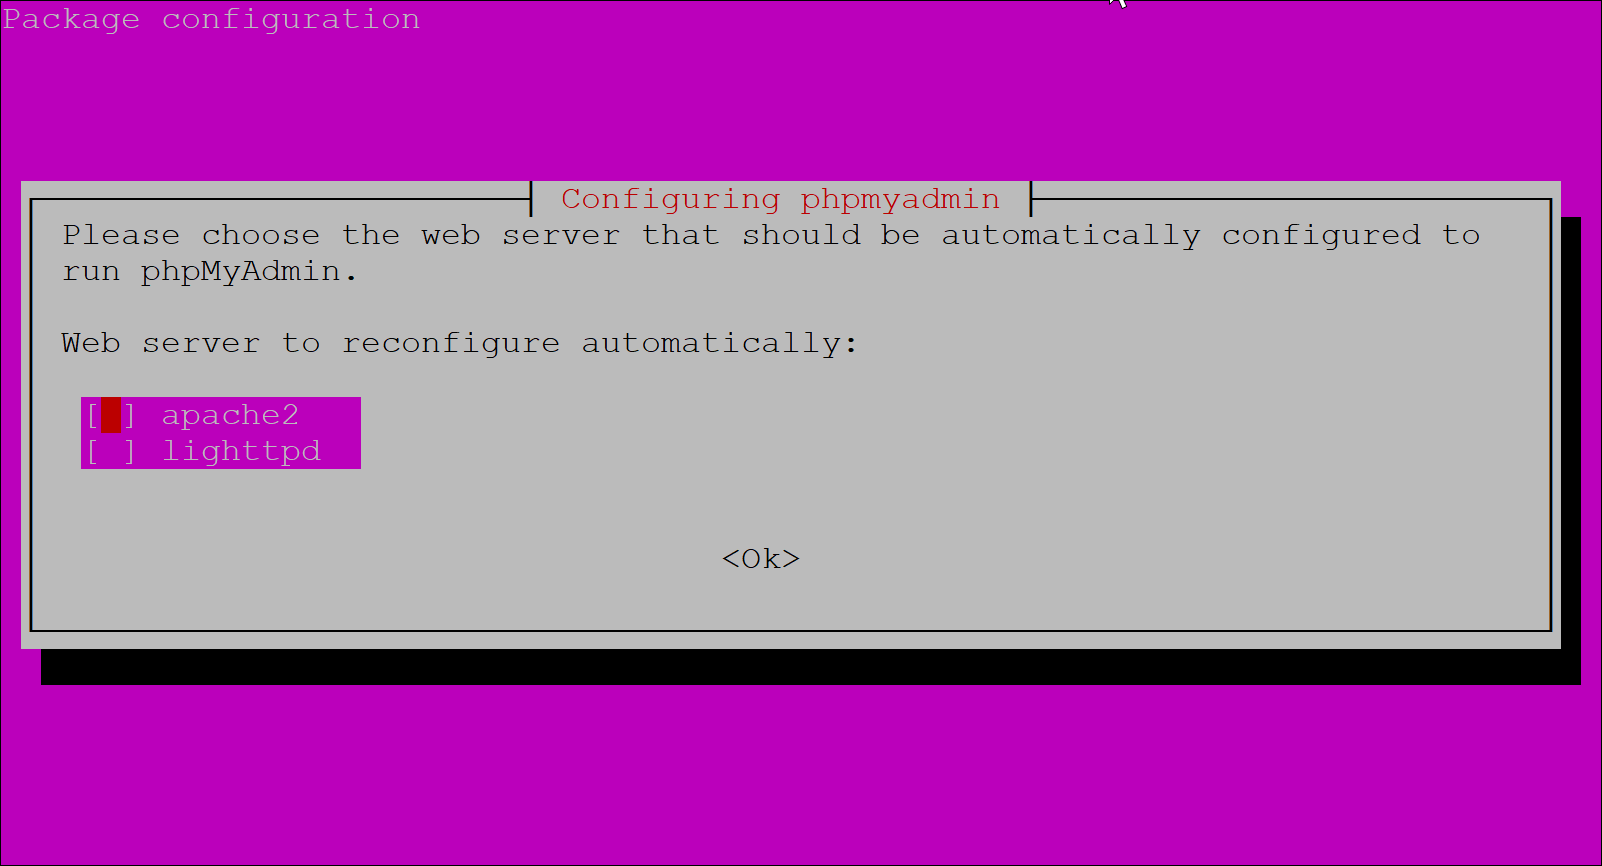 Package configuration
Configuring phpmyadmin
Please choose the web server that should be automatically configured to
run phpMyAdmin.
Web server to reconfigure automatically:
[ ] apache2
[ ] lighttpd
<Ok>